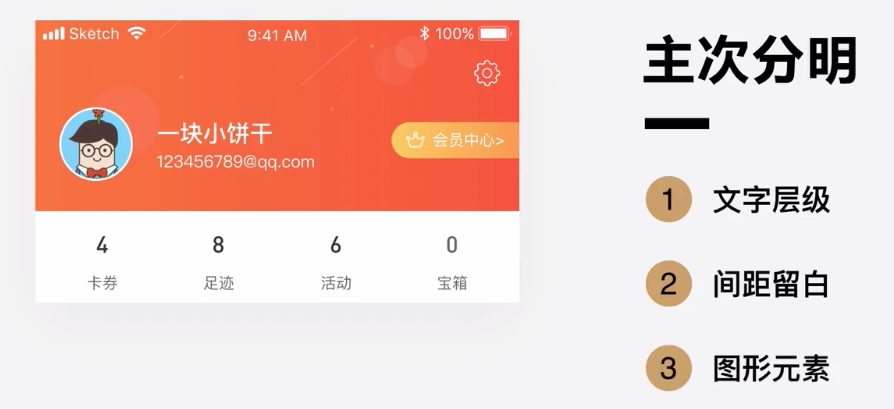 Sketch 9:41 AM 100%
一块小饼干
123456789@qq.com
会员中心>
4 8 6 0
卡券 足迹 活动 宝箱
主次分明
1 文字层级
2 间距留白
3 图形元素